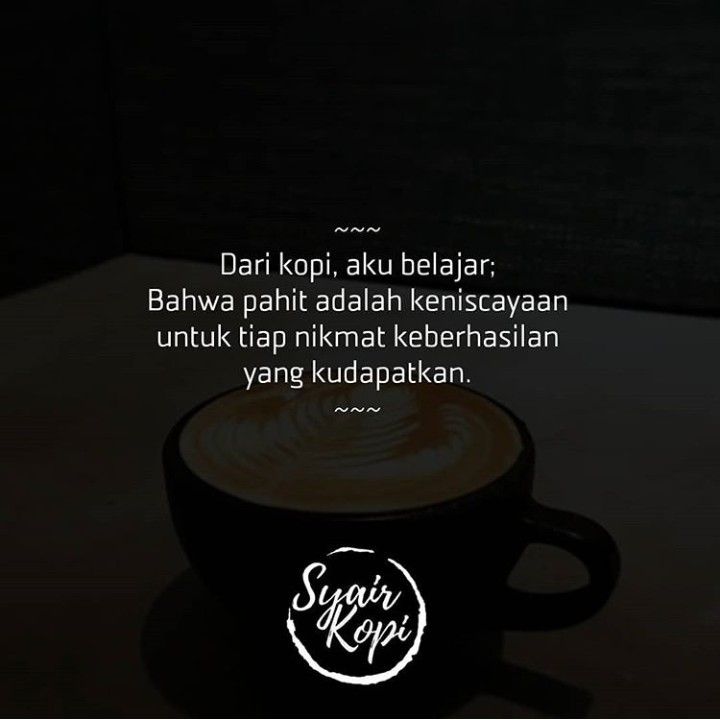 ~~~
Dari kopi, aku belajar;
Bahwa pahit adalah keniscayaan
untuk tiap nikmat keberhasilan
yang kudapatkan.
~~~
Syair
Kopi